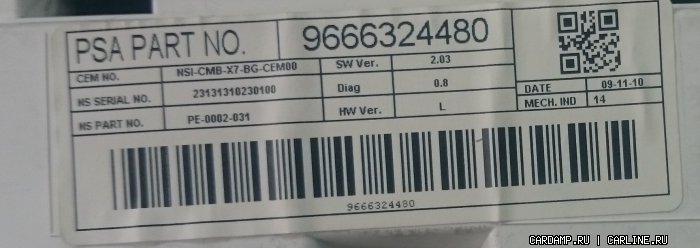 PSA PART NO. 9666324480
CEM NO. NSI-CMB-X7-BG-CEM00 SW Ver. 2.03
NS SERIAL NO. 23131310230100 Diag 0.8 DATE 09-11-10
NS PART NO. PE-0002-031 HW Ver. L MECH. IND 14
9666324480
CARDAMP.RU | CARLINE.RU